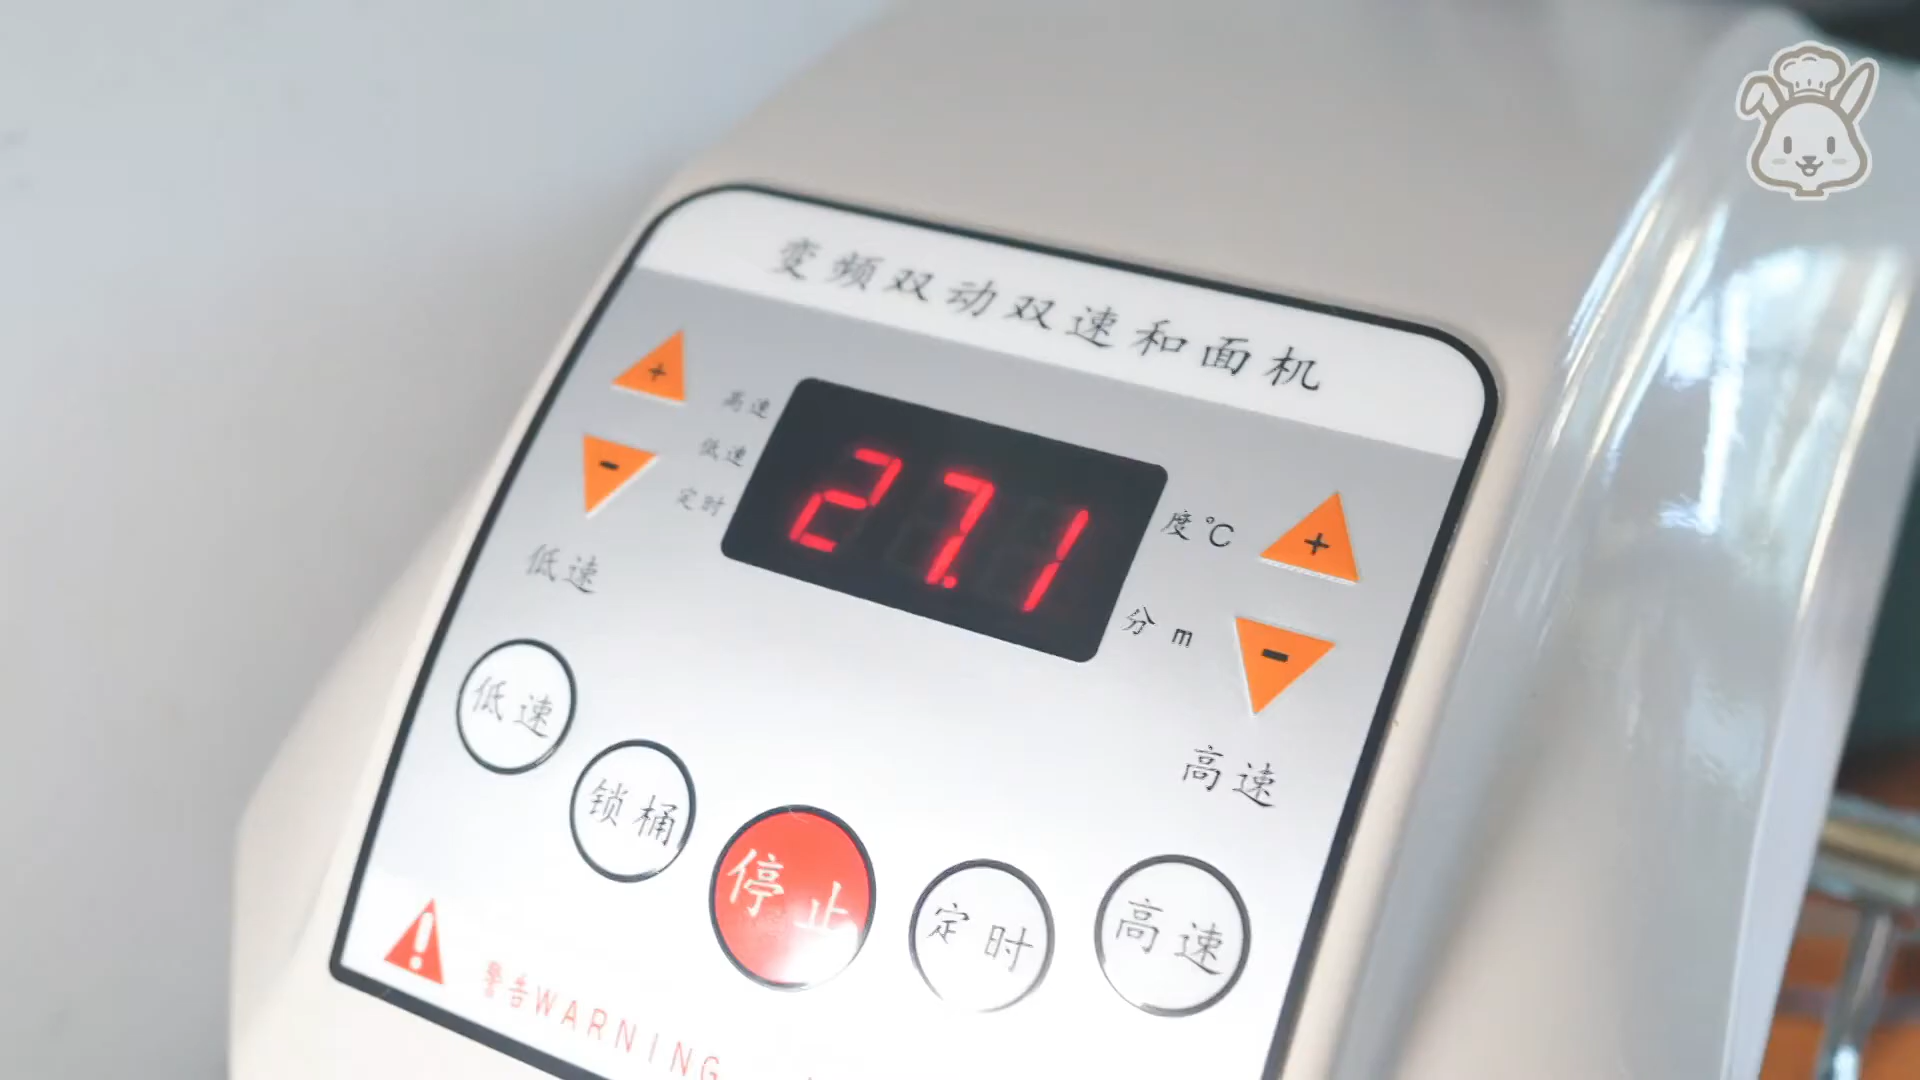 变频双动双速和面机
+
高速
低速
-
定时
27.1
度℃
+
分 m
-
低速
高速
低速
锁桶
停止
定时
高速
!
警告WARNING